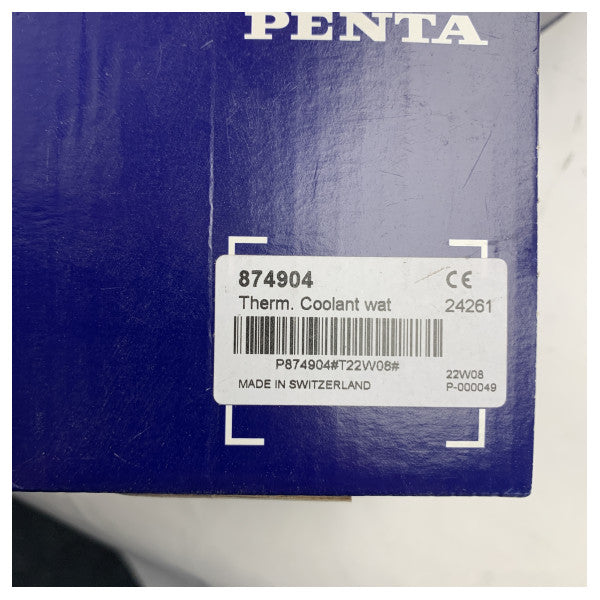 PENTA
874904 CE
Therm. Coolant wat 24261
P874904#T22W08#
MADE IN SWITZERLAND
22W08
P-000049